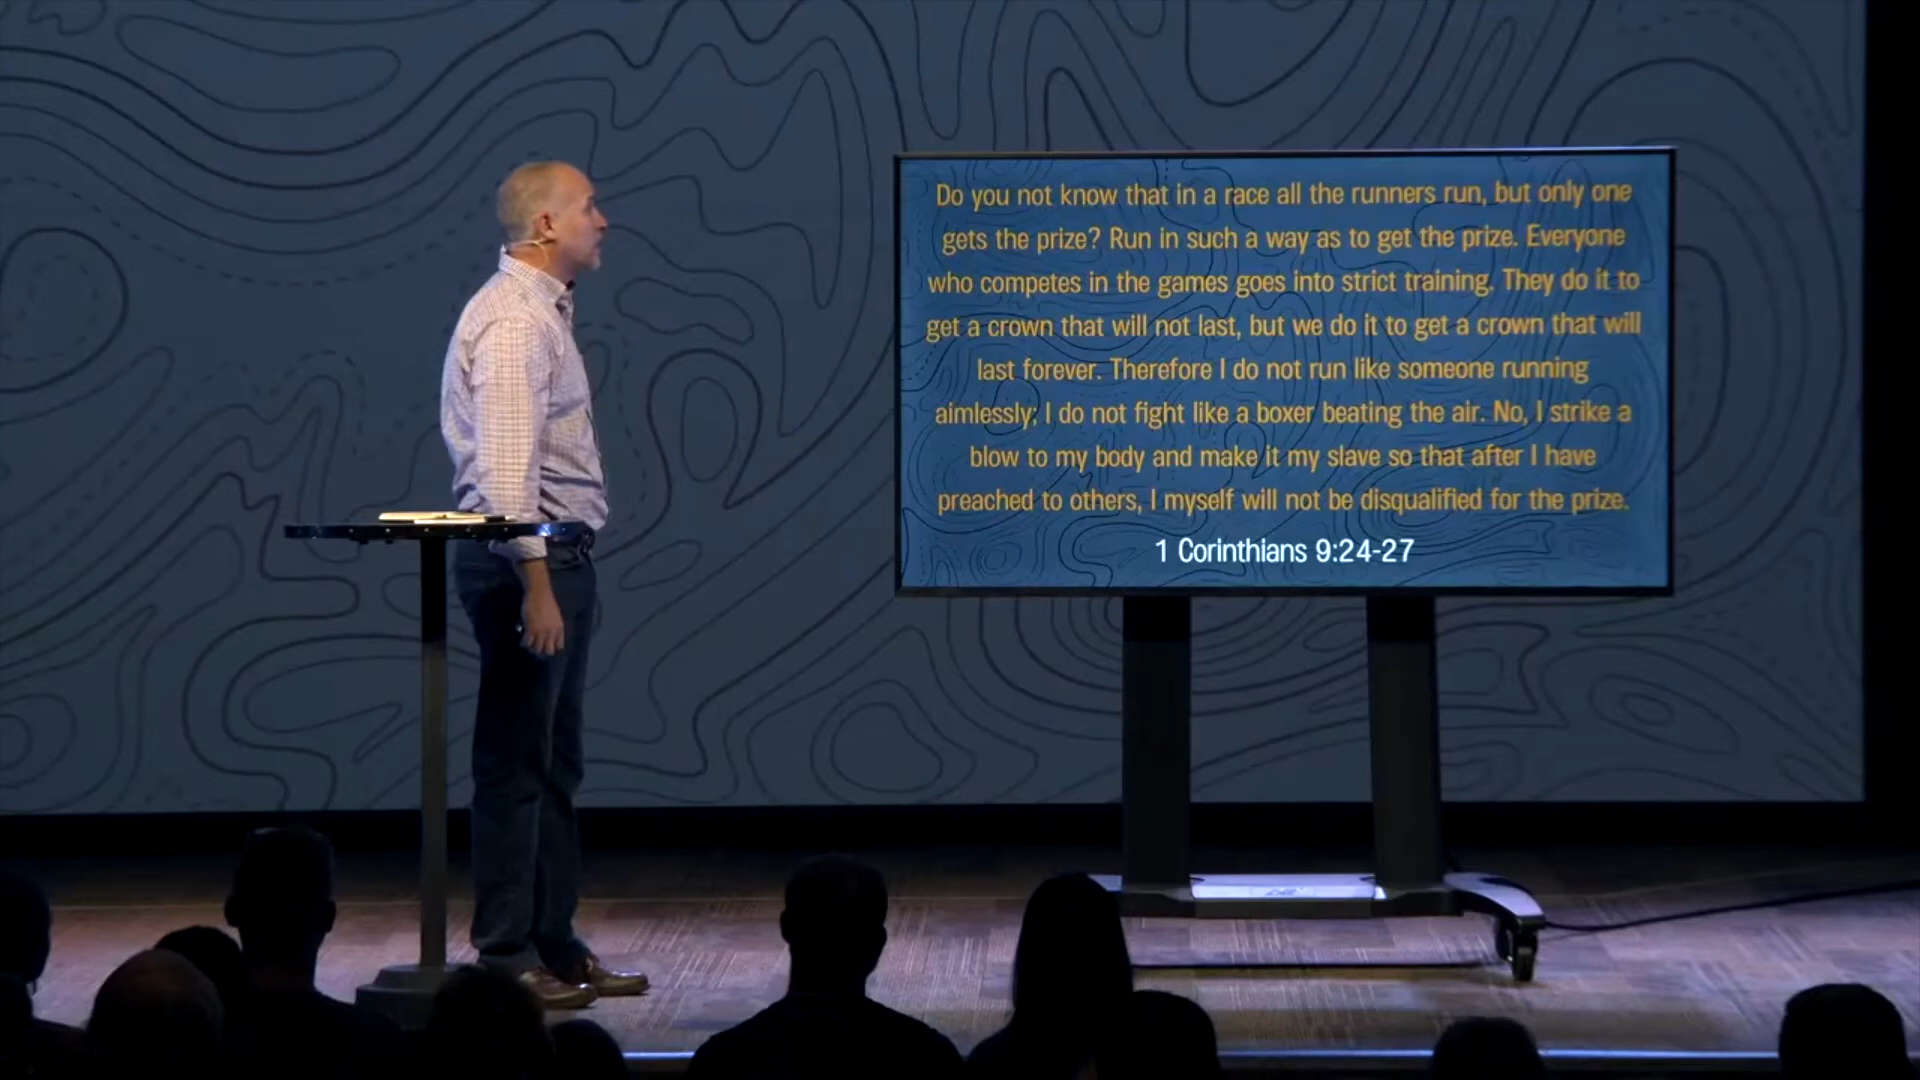 Do you not know that in a race all the runners run, but only one
gets the prize? Run in such a way as to get the prize. Everyone
who competes in the games goes into strict training. They do it to
get a crown that will not last, but we do it to get a crown that will
last forever. Therefore I do not run like someone running
aimlessly; I do not fight like a boxer beating the air. No, I strike a
blow to my body and make it my slave so that after I have
preached to others, I myself will not be disqualified for the prize.
1 Corinthians 9:24-27